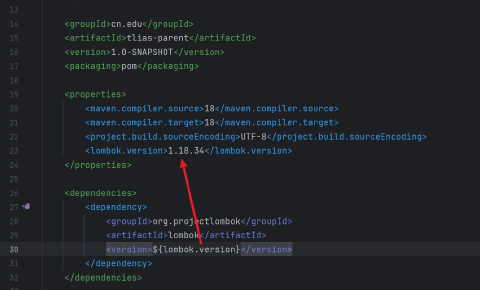 13
14 <groupId>cn.edu</groupId>
15 <artifactId>tlias-parent</artifactId>
16 <version>1.0-SNAPSHOT</version>
17 <packaging>pom</packaging>
18
19 <properties>
20 <maven.compiler.source>18</maven.compiler.source>
21 <maven.compiler.target>18</maven.compiler.target>
22 <project.build.sourceEncoding>UTF-8</project.build.sourceEncoding>
23 <lombok.version>1.18.34</lombok.version>
24 </properties>
25
26 <dependencies>
27 <dependency>
28 <groupId>org.projectlombok</groupId>
29 <artifactId>lombok</artifactId>
30 <version>${lombok.version}</version>
31 </dependency>
32 </dependencies>